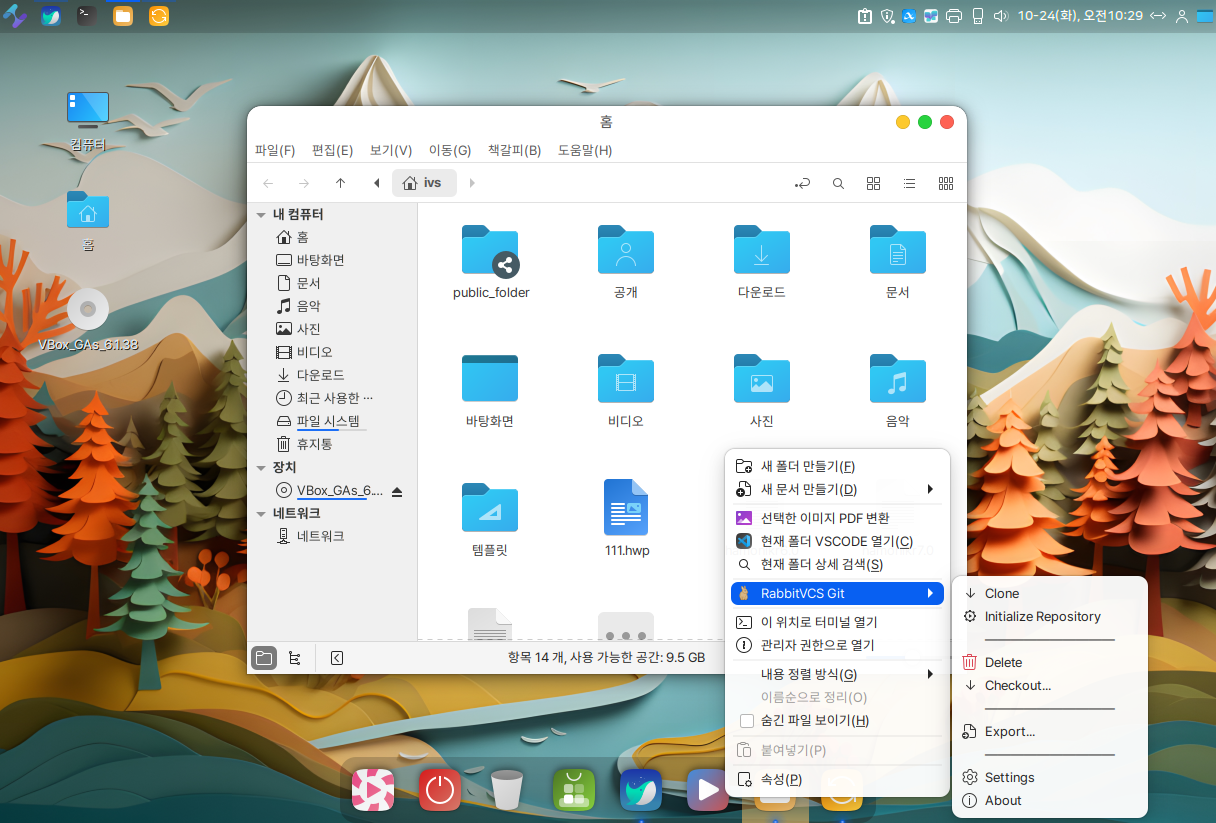 10-24(화), 오전10:29
컴퓨터
홈
VBox_GAs_6.1.38
홈
파일(F) 편집(E) 보기(V) 이동(G) 책갈피(B) 도움말(H)
ivs
내 컴퓨터
홈
바탕화면
문서
음악
사진
비디오
다운로드
최근 사용한 …
파일 시스템
휴지통
장치
VBox_GAs_6....
네트워크
네트워크
public_folder 공개 다운로드 문서
바탕화면 비디오 사진 음악
템플릿 111.hwp
항목 14 개, 사용 가능한 공간: 9.5 GB
새 폴더 만들기(F)
새 문서 만들기(D)
선택한 이미지 PDF 변환
현재 폴더 VSCODE 열기(C)
현재 폴더 상세 검색(S)
RabbitVCS Git
이 위치로 터미널 열기
관리자 권한으로 열기
내용 정렬 방식(G)
이름순으로 정리(O)
숨긴 파일 보이기(H)
붙여넣기(P)
속성(P)
Clone
Initialize Repository
Delete
Checkout...
Export...
Settings
About